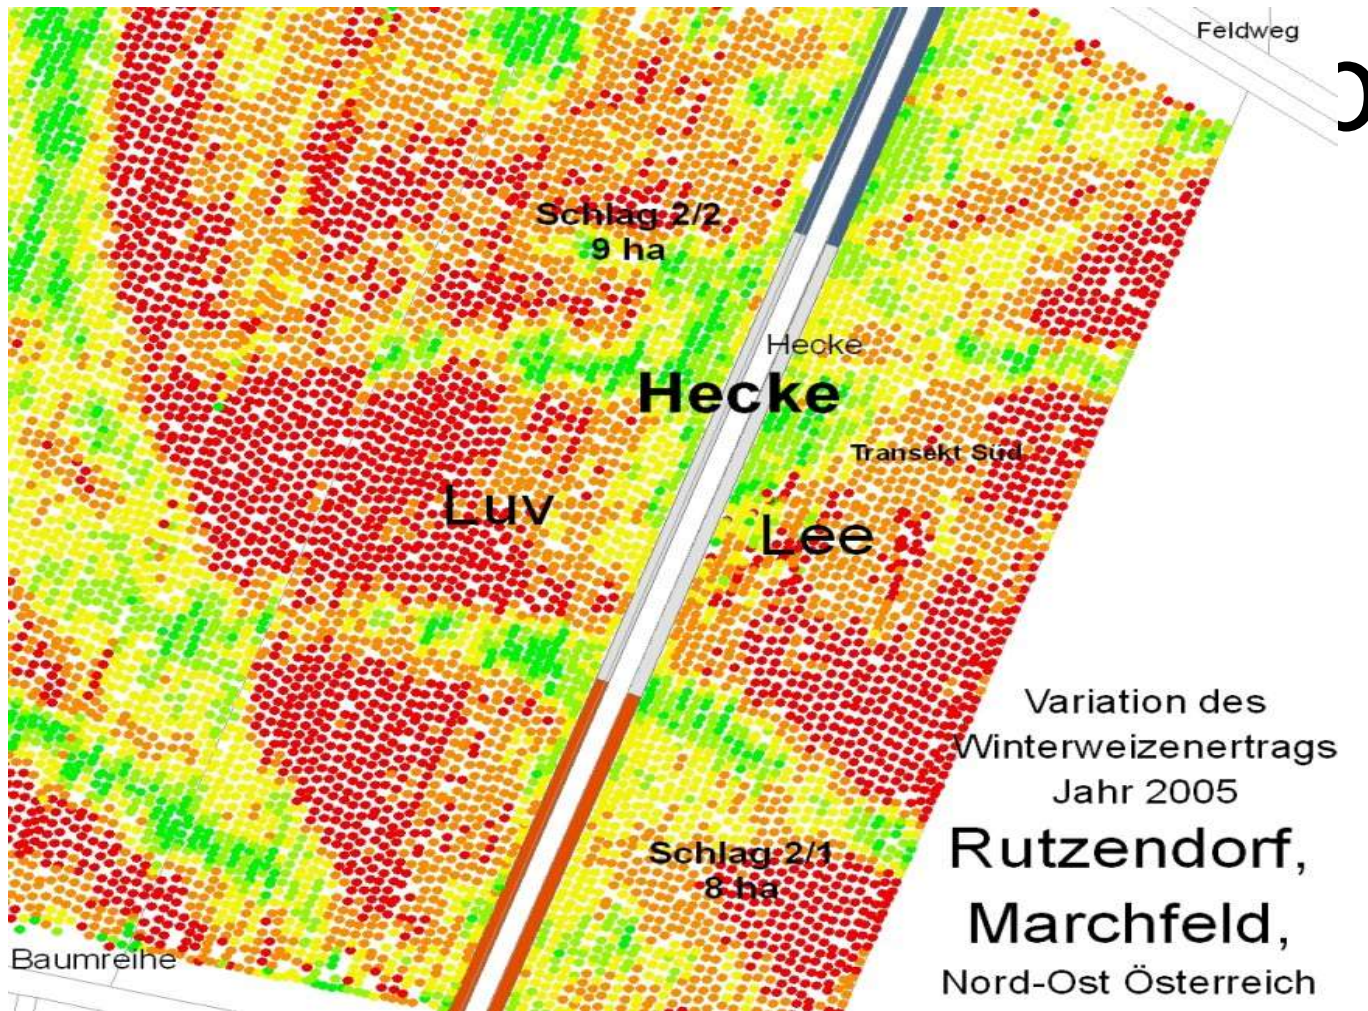 Feldweg
Schlag 2/2
9 ha
Hecke
Hecke
Transekt Süd
Luv
Lee
Variation des
Winterweizenertrags
Jahr 2005
Rutzendorf,
Marchfeld,
Nord-Ost Österreich
Schlag 2/1
8 ha
Baumreihe